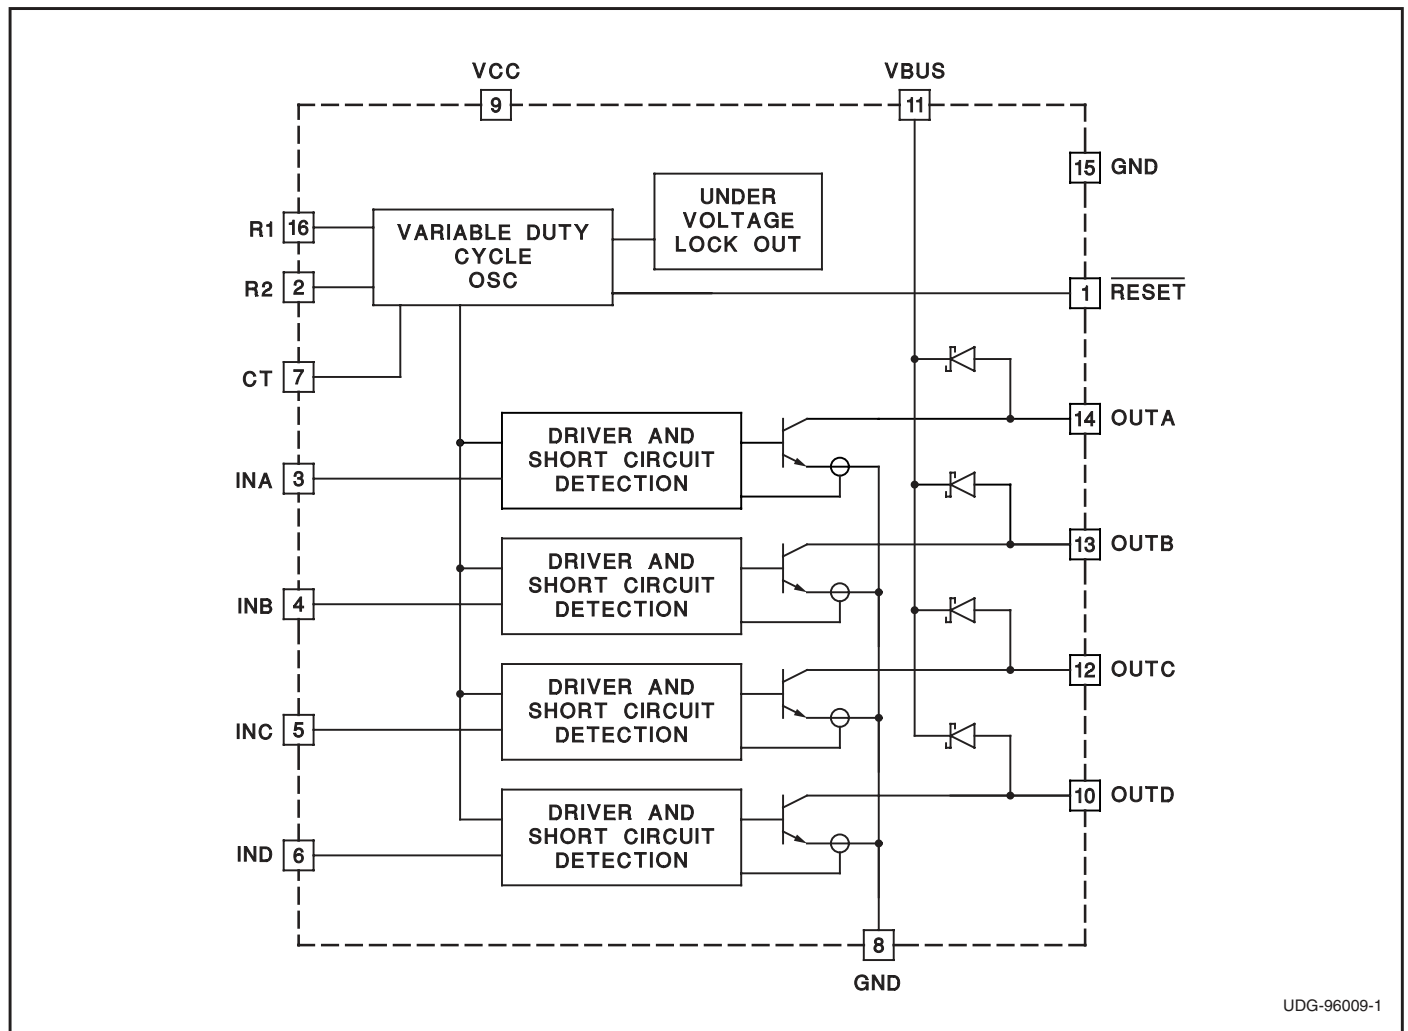 VCC
VBUS
9
11
15 GND
UNDER
VOLTAGE
LOCK OUT
R1 16
VARIABLE DUTY
CYCLE
OSC
R2 2
1 RESET
CT 7
14 OUTA
DRIVER AND
SHORT CIRCUIT
DETECTION
INA 3
13 OUTB
DRIVER AND
SHORT CIRCUIT
DETECTION
INB 4
12 OUTC
DRIVER AND
SHORT CIRCUIT
DETECTION
INC 5
10 OUTD
DRIVER AND
SHORT CIRCUIT
DETECTION
IND 6
8
GND
UDG-96009-1